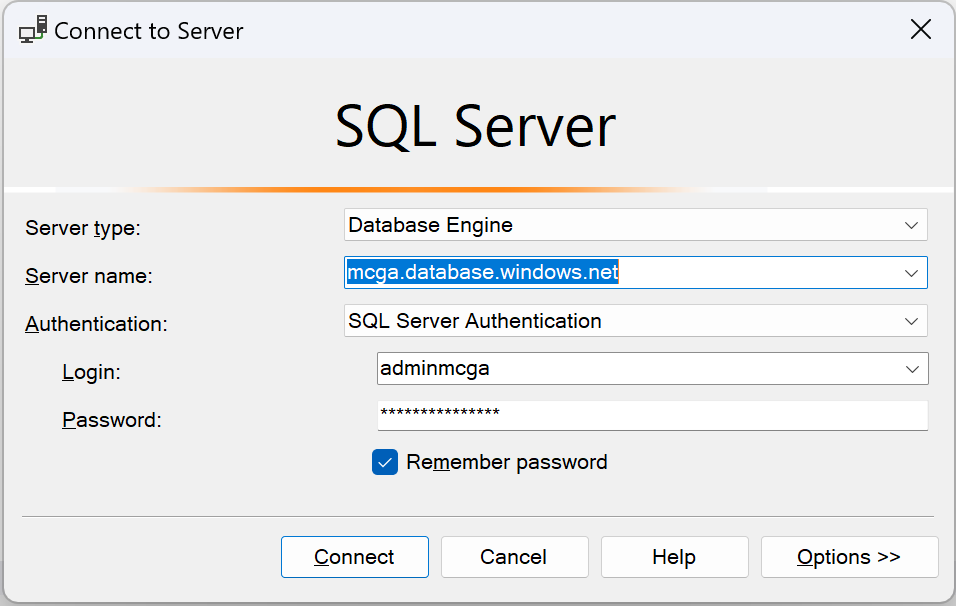 Connect to Server
SQL Server
Server type: Database Engine
Server name: mcga.database.windows.net
Authentication: SQL Server Authentication
Login: adminmcga
Password: ***************
Remember password
Connect Cancel Help Options >>